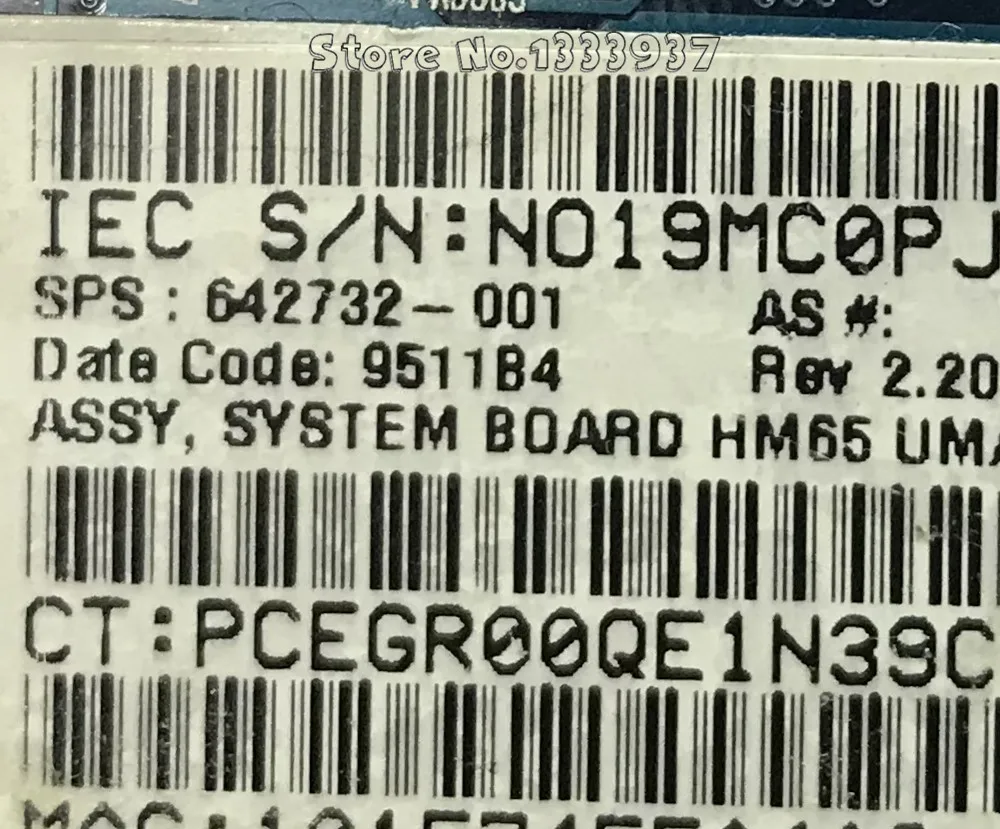 Store No.1333937
IEC S/N:NO19MC0PJ
SPS : 642732-001 AS #:
Date Code: 9511B4 Rev 2.20
ASSY, SYSTEM BOARD HM65 UMA
CT:PCEGR00QE1N39C